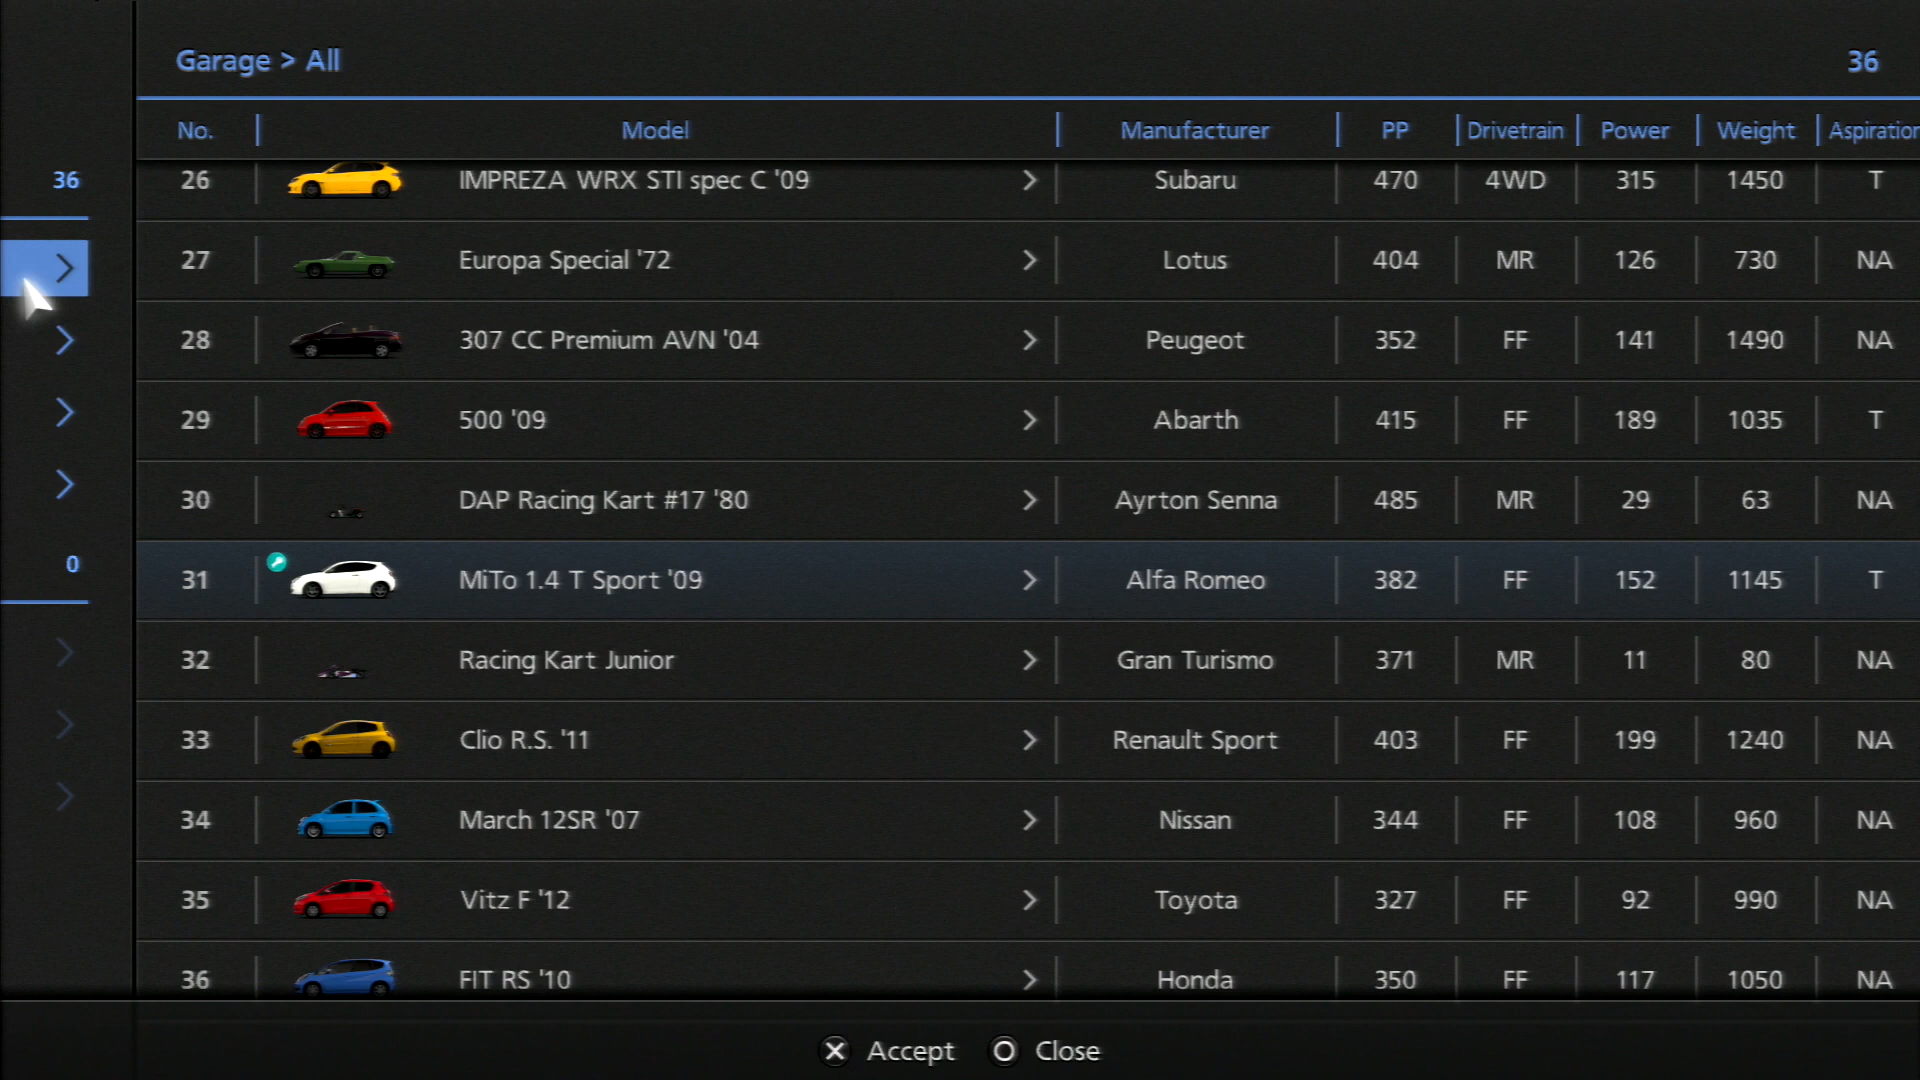 Garage > All 36
No. Model Manufacturer PP Drivetrain Power Weight Aspiration
36
0
26 IMPREZA WRX STI spec C '09 Subaru 470 4WD 315 1450 T
27 Europa Special '72 Lotus 404 MR 126 730 NA
28 307 CC Premium AVN '04 Peugeot 352 FF 141 1490 NA
29 500 '09 Abarth 415 FF 189 1035 T
30 DAP Racing Kart #17 '80 Ayrton Senna 485 MR 29 63 NA
31 MiTo 1.4 T Sport '09 Alfa Romeo 382 FF 152 1145 T
32 Racing Kart Junior Gran Turismo 371 MR 11 80 NA
33 Clio R.S. '11 Renault Sport 403 FF 199 1240 NA
34 March 12SR '07 Nissan 344 FF 108 960 NA
35 Vitz F '12 Toyota 327 FF 92 990 NA
36 FIT RS '10 Honda 350 FF 117 1050 NA
Accept Close